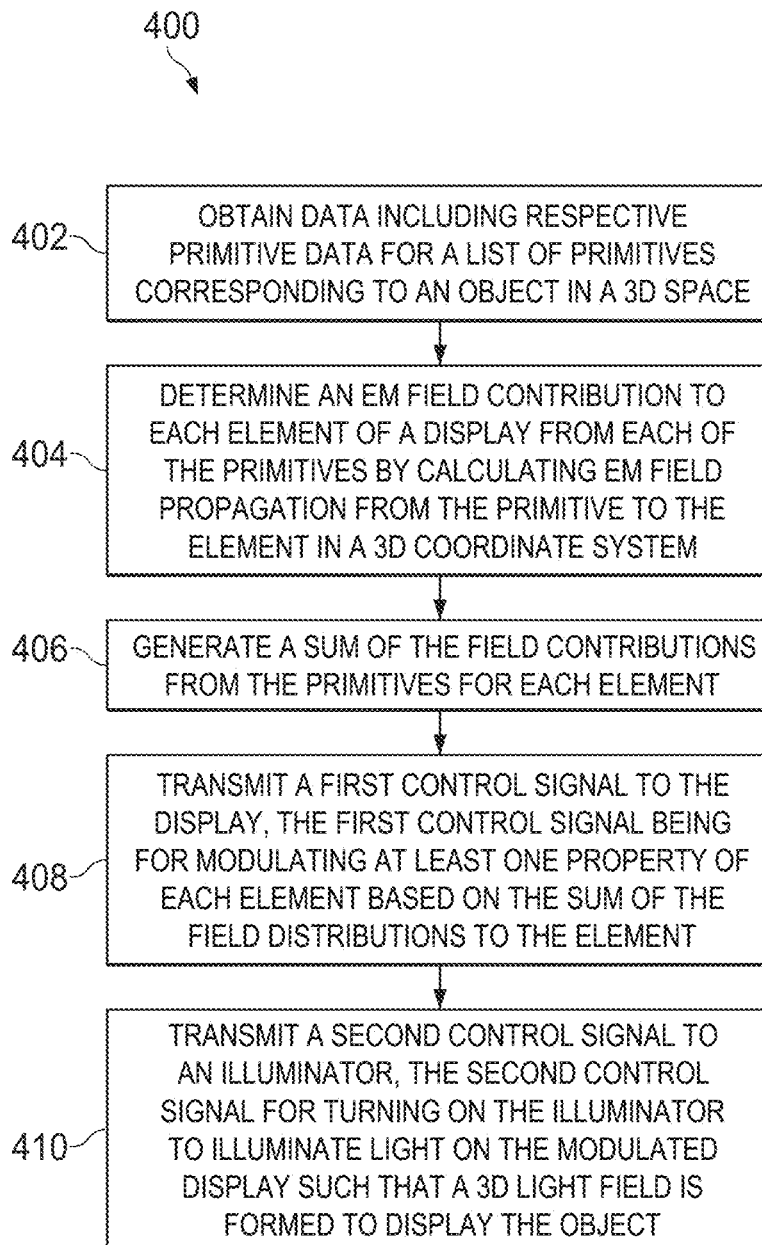 400
402
OBTAIN DATA INCLUDING RESPECTIVE
PRIMITIVE DATA FOR A LIST OF PRIMITIVES
CORRESPONDING TO AN OBJECT IN A 3D SPACE
404
DETERMINE AN EM FIELD CONTRIBUTION TO
EACH ELEMENT OF A DISPLAY FROM EACH OF
THE PRIMITIVES BY CALCULATING EM FIELD
PROPAGATION FROM THE PRIMITIVE TO THE
ELEMENT IN A 3D COORDINATE SYSTEM
406
GENERATE A SUM OF THE FIELD CONTRIBUTIONS
FROM THE PRIMITIVES FOR EACH ELEMENT
408
TRANSMIT A FIRST CONTROL SIGNAL TO THE
DISPLAY, THE FIRST CONTROL SIGNAL BEING
FOR MODULATING AT LEAST ONE PROPERTY OF
EACH ELEMENT BASED ON THE SUM OF THE
FIELD DISTRIBUTIONS TO THE ELEMENT
410
TRANSMIT A SECOND CONTROL SIGNAL TO
AN ILLUMINATOR, THE SECOND CONTROL
SIGNAL FOR TURNING ON THE ILLUMINATOR
TO ILLUMINATE LIGHT ON THE MODULATED
DISPLAY SUCH THAT A 3D LIGHT FIELD IS
FORMED TO DISPLAY THE OBJECT